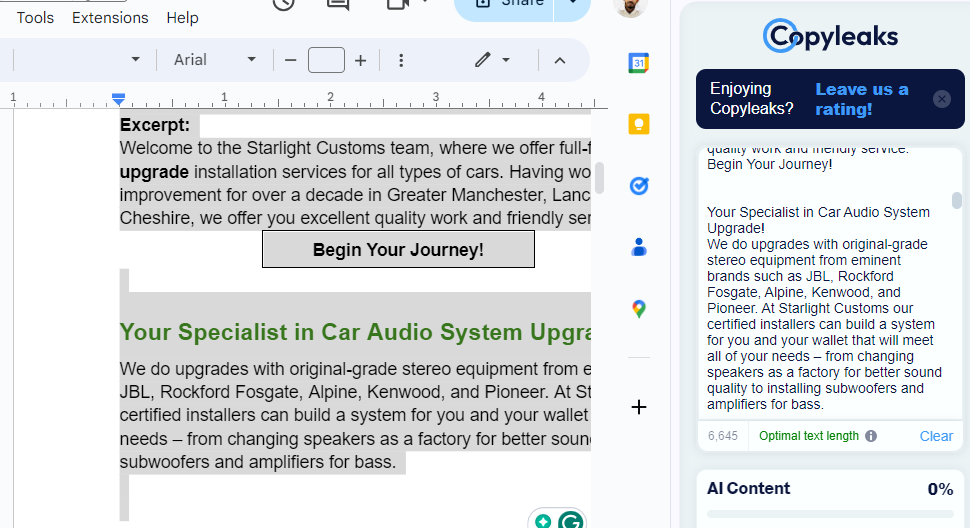 Tools Extensions Help
Share
Arial
1 1 2 3 4
31
Excerpt:
Welcome to the Starlight Customs team, where we offer full-f
upgrade installation services for all types of cars. Having wo
improvement for over a decade in Greater Manchester, Lanc
Cheshire, we offer you excellent quality work and friendly ser
Begin Your Journey!
Your Specialist in Car Audio System Upgra
We do upgrades with original-grade stereo equipment from e
JBL, Rockford Fosgate, Alpine, Kenwood, and Pioneer. At St
certified installers can build a system for you and your wallet
needs – from changing speakers as a factory for better soun
subwoofers and amplifiers for bass.
Copyleaks
Enjoying
Copyleaks?
Leave us a
rating!
quality work and friendly service.
Begin Your Journey!
Your Specialist in Car Audio System
Upgrade!
We do upgrades with original-grade
stereo equipment from eminent
brands such as JBL, Rockford
Fosgate, Alpine, Kenwood, and
Pioneer. At Starlight Customs our
certified installers can build a system
for you and your wallet that will meet
all of your needs – from changing
speakers as a factory for better sound
quality to installing subwoofers and
amplifiers for bass.
6,645 Optimal text length Clear
AI Content 0%